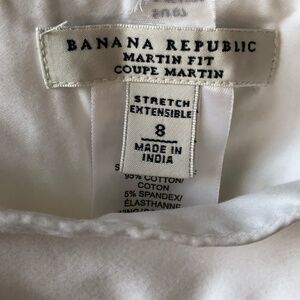 BANANA REPUBLIC
MARTIN FIT
COUPE MARTIN
STRETCH
EXTENSIBLE
8
MADE IN
INDIA
95% COTTON/
COTON
5% SPANDEX/
ÉLASTHANNE